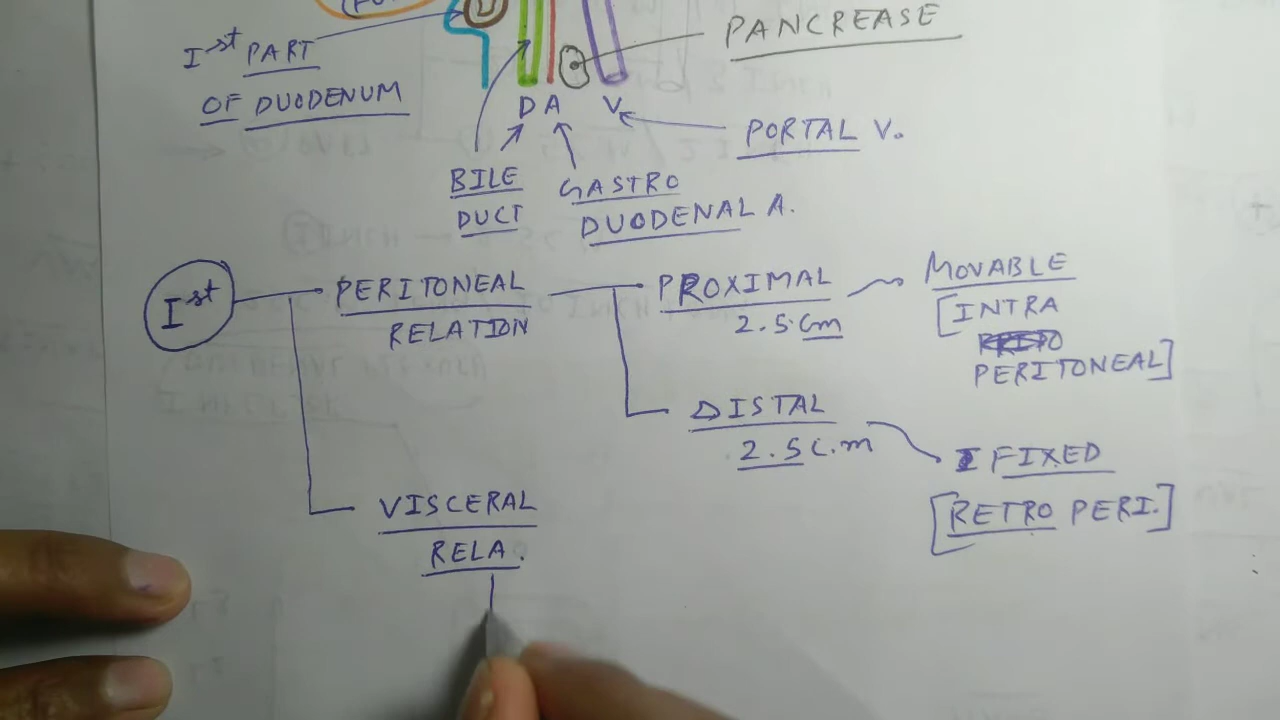 PANCREASE
Ist PART
OF DUODENUM
D A V
PORTAL V.
BILE
DUCT
GASTRO
DUODENAL A.
Ist
PERITONEAL
RELATION
PROXIMAL
2.5 Cm
MOVABLE
[INTRA
PERITONEAL]
DISTAL
2.5 C.m
FIXED
[RETRO PERI.]
VISCERAL
RELA.